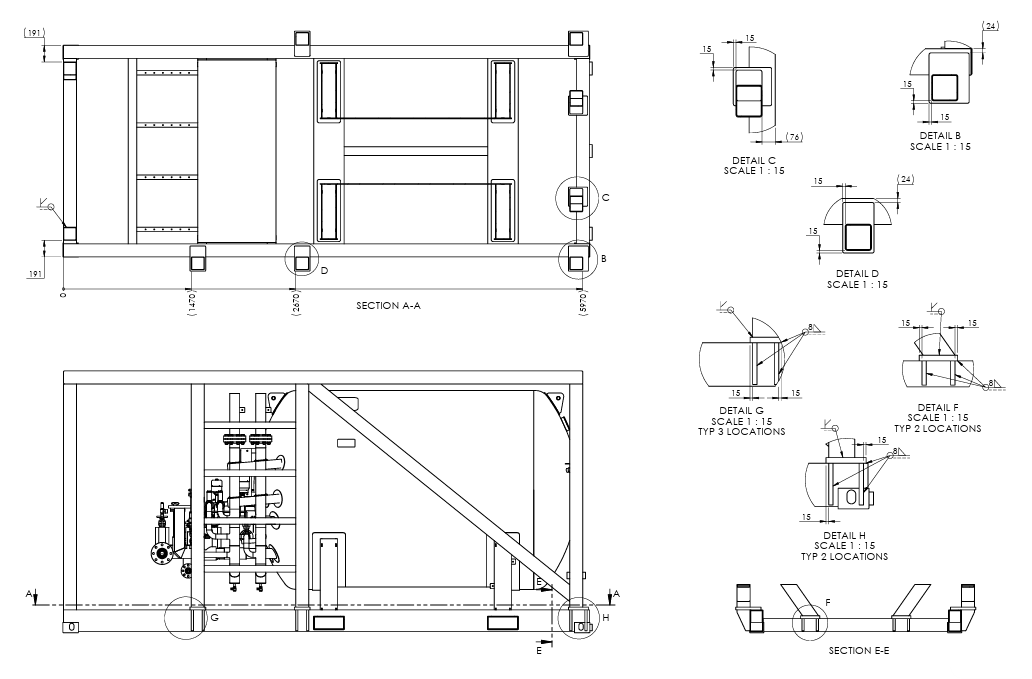 (191)
191
0
(1470)
(2670)
(5970)
SECTION A-A
C
B
D
15
15
(76)
DETAIL C
SCALE 1 : 15
(24)
15
15
DETAIL B
SCALE 1 : 15
15
(24)
15
DETAIL D
SCALE 1 : 15
8
15
15
DETAIL G
SCALE 1 : 15
TYP 3 LOCATIONS
15
15
8
DETAIL F
SCALE 1 : 15
TYP 2 LOCATIONS
15
8
15
DETAIL H
SCALE 1 : 15
TYP 2 LOCATIONS
A
A
E
E
G
H
F
SECTION E-E